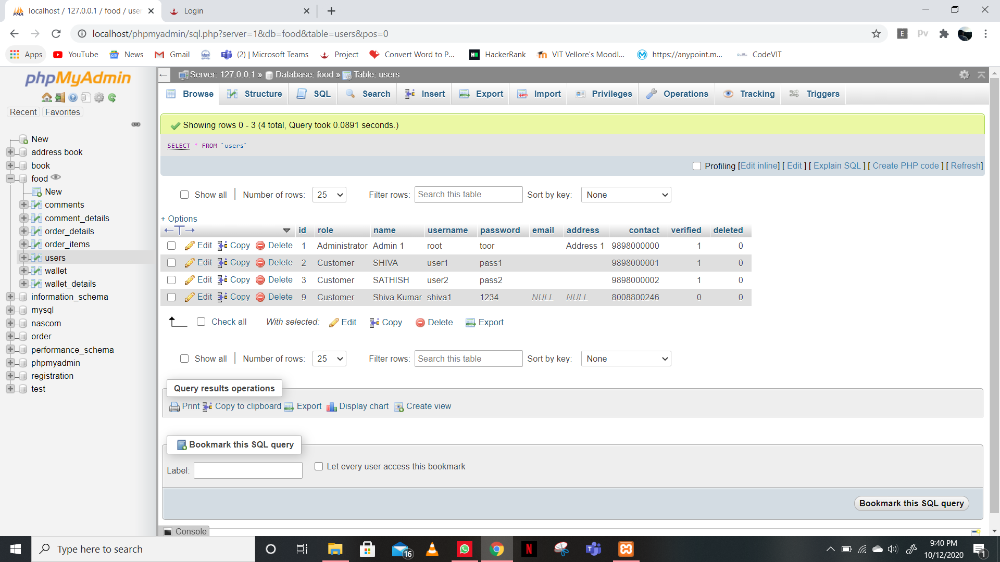 localhost / 127.0.0.1 / food / user
Login
localhost/phpmyadmin/sql.php?server=1&db=food&table=users&pos=0
Apps YouTube News Gmail (2) | Microsoft Teams Project Convert Word to P... HackerRank VIT Vellore's Moodl... https://anypoint.m... CodeVIT
phpMyAdmin
Recent Favorites
New
address book
book
food
New
comments
comment_details
order_details
order_items
users
wallet
wallet_details
information_schema
mysql
nascom
order
performance_schema
phpmyadmin
registration
test
Server: 127.0.0.1 » Database: food » Table: users
Browse Structure SQL Search Insert Export Import Privileges Operations Tracking Triggers
Showing rows 0 - 3 (4 total, Query took 0.0891 seconds.)
SELECT * FROM `users`
Profiling [Edit inline] [ Edit ] [ Explain SQL ] [ Create PHP code ] [ Refresh]
Show all | Number of rows: 25 Filter rows: Search this table Sort by key: None
+ Options
←T→ id role name username password email address contact verified deleted
Edit Copy Delete 1 Administrator Admin 1 root toor Address 1 9898000000 1 0
Edit Copy Delete 2 Customer SHIVA user1 pass1 9898000001 1 0
Edit Copy Delete 3 Customer SATHISH user2 pass2 9898000002 1 0
Edit Copy Delete 9 Customer Shiva Kumar shiva1 1234 NULL NULL 8008800246 0 0
Check all With selected: Edit Copy Delete Export
Show all | Number of rows: 25 Filter rows: Search this table Sort by key: None
Query results operations
Print Copy to clipboard Export Display chart Create view
Bookmark this SQL query
Label: Let every user access this bookmark
Bookmark this SQL query
Console
Type here to search
16
9:40 PM
10/12/2020
1